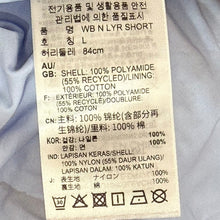 전기용품 및 생활용품 안전
관리법에 의한 품질표시
품명 WB N LYR SHORT
호칭 L
허리둘레 84cm
AU/
GB: SHELL: 100% POLYAMIDE
(55% RECYCLED)/LINING:
100% COTTON
F: EXTÉRIEUR: 100% POLYAMIDE
(55% RECYCLÉ)/DOUBLURE:
100% COTON
CN: 面料: 100% 锦纶(含部分再
生锦纶)/里料: 100% 棉
KOR: 겉감: 나일론 100%
안감: 면 100%
IND: LAPISAN KERAS/SHELL:
100% NYLON (55% DAUR ULANG)
LAPISAN DALAM: 100% KATUN
表地: ナイロン 100%
裏地: 綿 100%